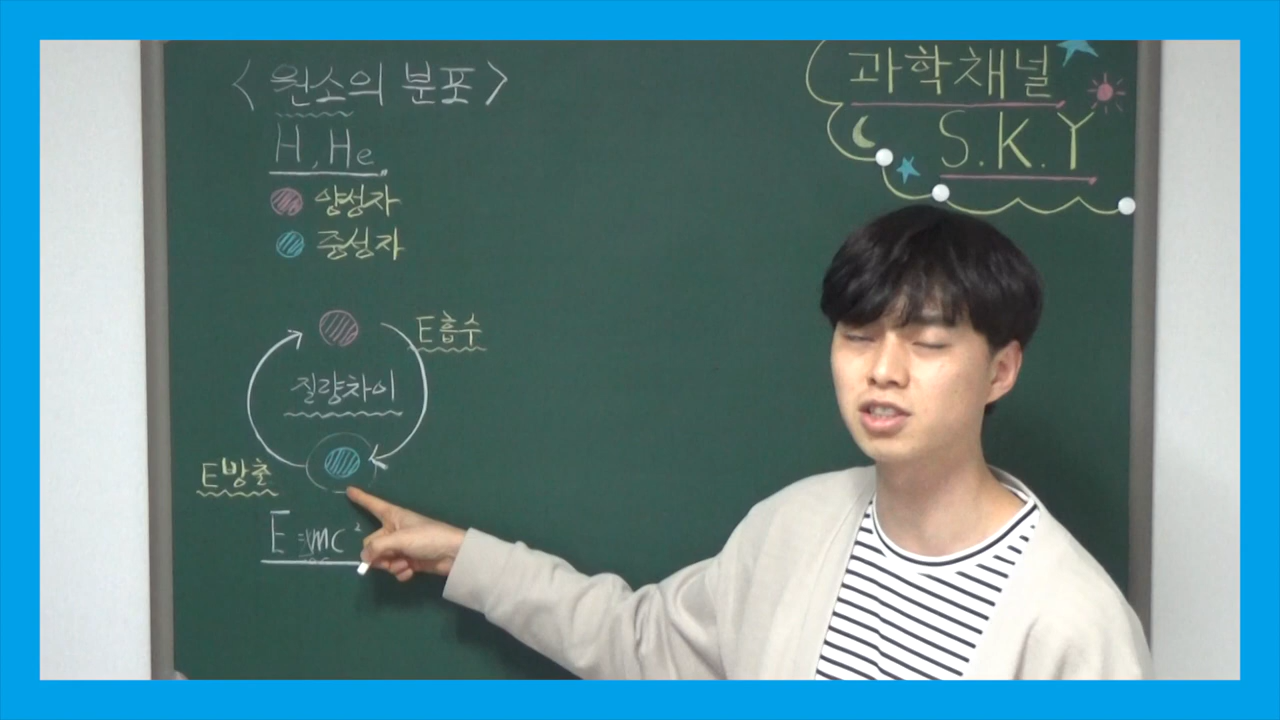 <원소의 분포>
H, He
양성자
중성자
E흡수
질량차이
E방출
E=mc²
과학채널
S.K.Y